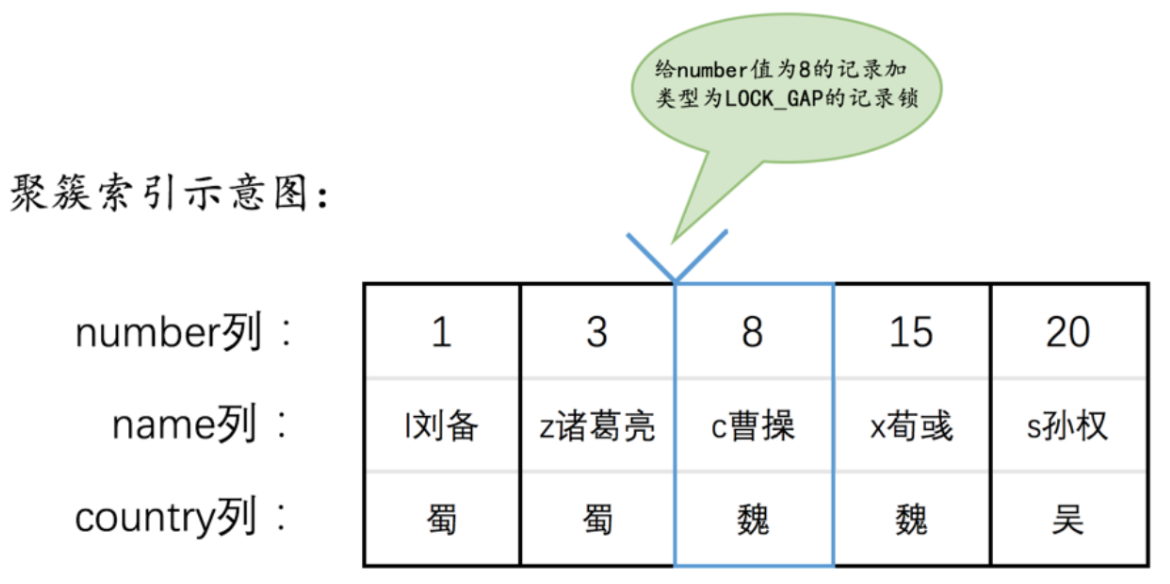 给number值为8的记录加
类型为LOCK_GAP的记录锁
聚簇索引示意图:
number列: 1 3 8 15 20
name列: l刘备 z诸葛亮 c曹操 x荀彧 s孙权
country列: 蜀 蜀 魏 魏 吴